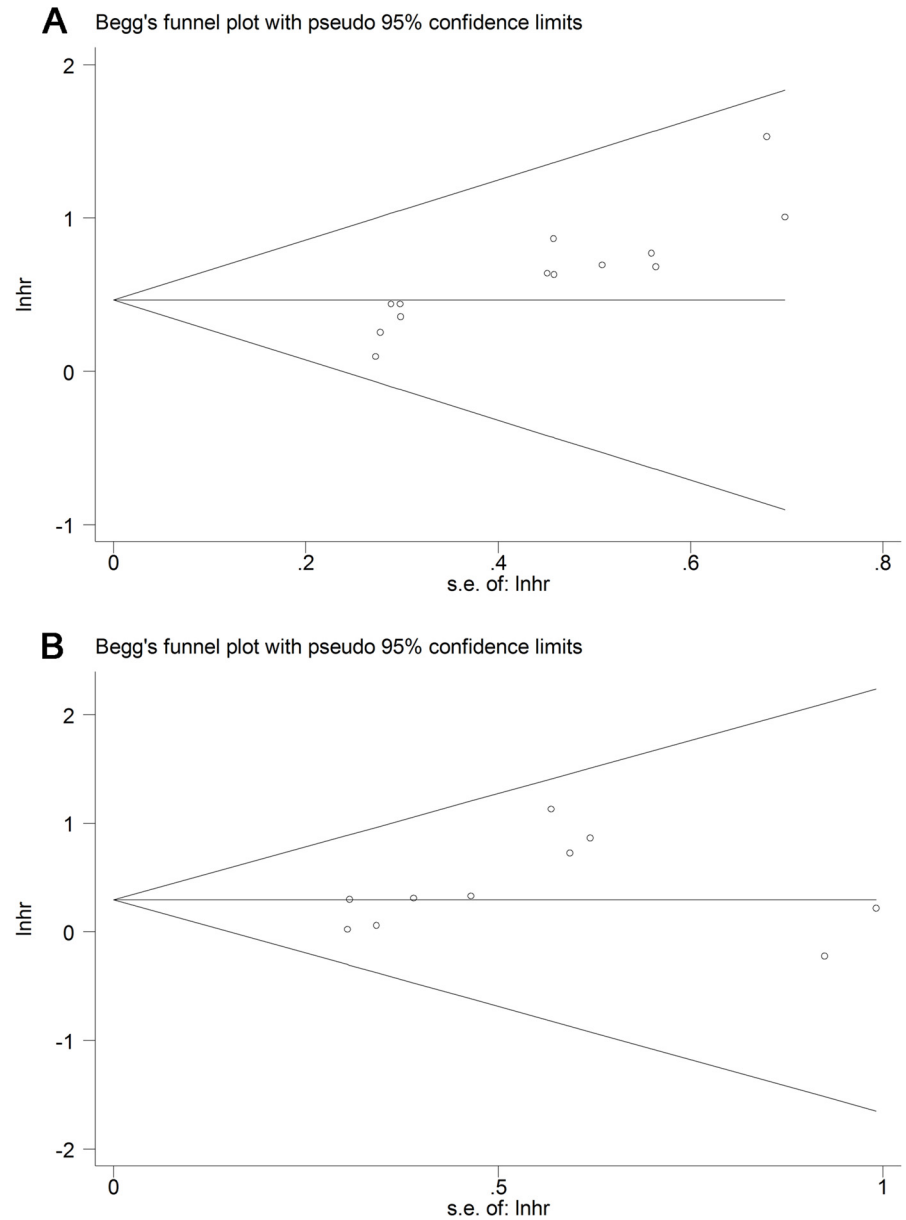 A Begg's funnel plot with pseudo 95% confidence limits
2
1
0
-1
lnhr
0 .2 .4 .6 .8
s.e. of: lnhr
B Begg's funnel plot with pseudo 95% confidence limits
2
1
0
-1
-2
lnhr
0 .5 1
s.e. of: lnhr